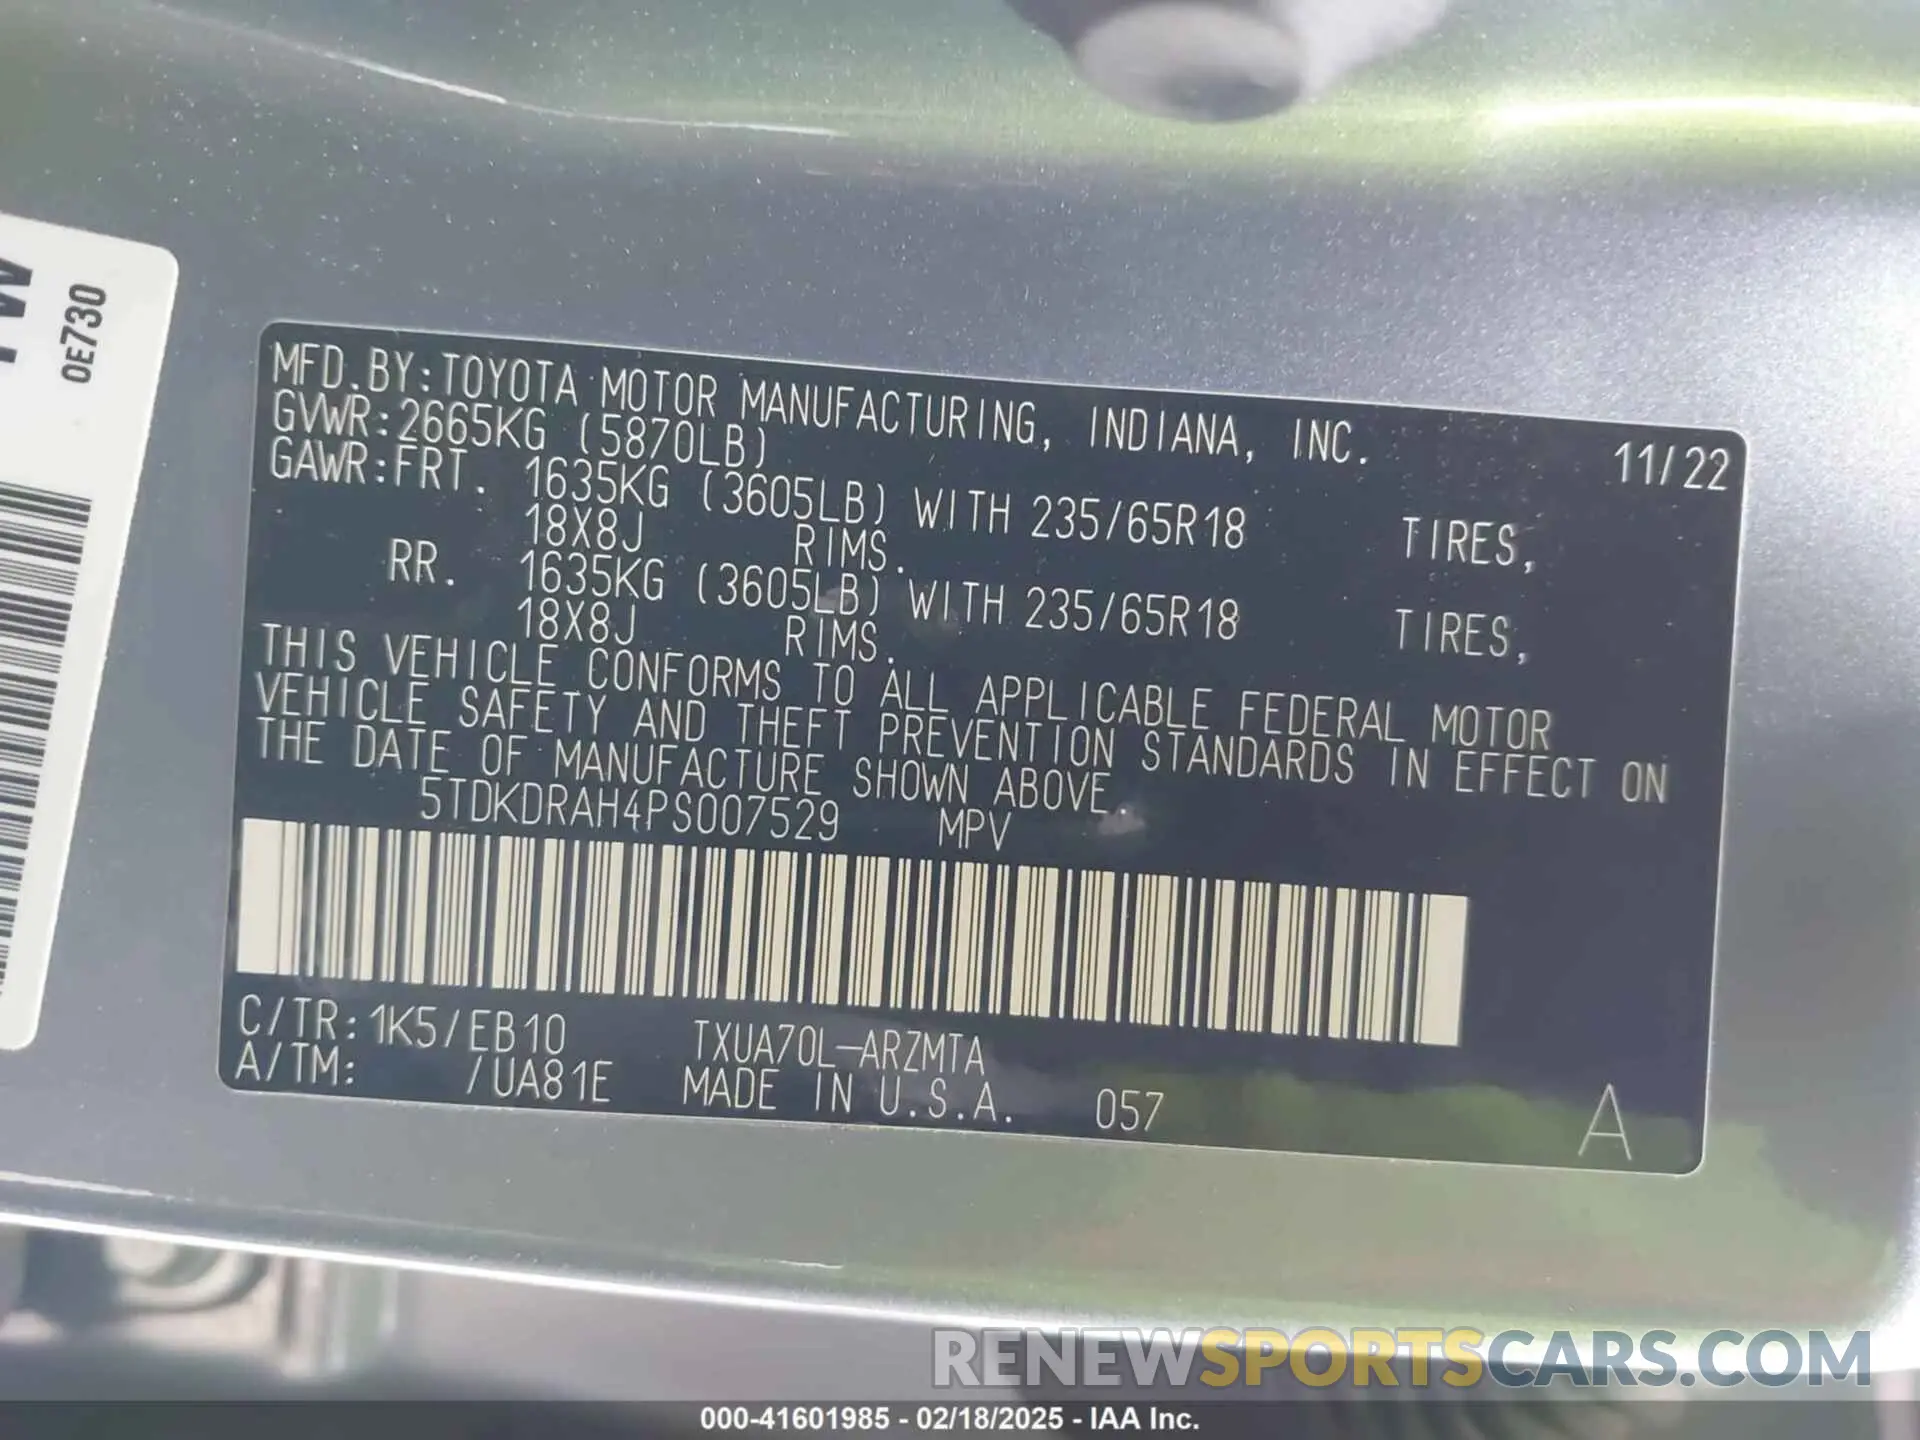 W
0E730
MFD.BY:TOYOTA MOTOR MANUFACTURING, INDIANA, INC. 11/22
GVWR:2665KG (5870LB)
GAWR:FRT. 1635KG (3605LB) WITH 235/65R18 TIRES,
18X8J RIMS.
RR. 1635KG (3605LB) WITH 235/65R18 TIRES,
18X8J RIMS.
THIS VEHICLE CONFORMS TO ALL APPLICABLE FEDERAL MOTOR
VEHICLE SAFETY AND THEFT PREVENTION STANDARDS IN EFFECT ON
THE DATE OF MANUFACTURE SHOWN ABOVE.
5TDKDRAH4PS007529 MPV
C/TR:1K5/EB10 TXUA70L-ARZMTA
A/TM: /UA81E MADE IN U.S.A. 057 A
RENEWSPORTSCARS.COM
000-41601985 - 02/18/2025 - IAA Inc.